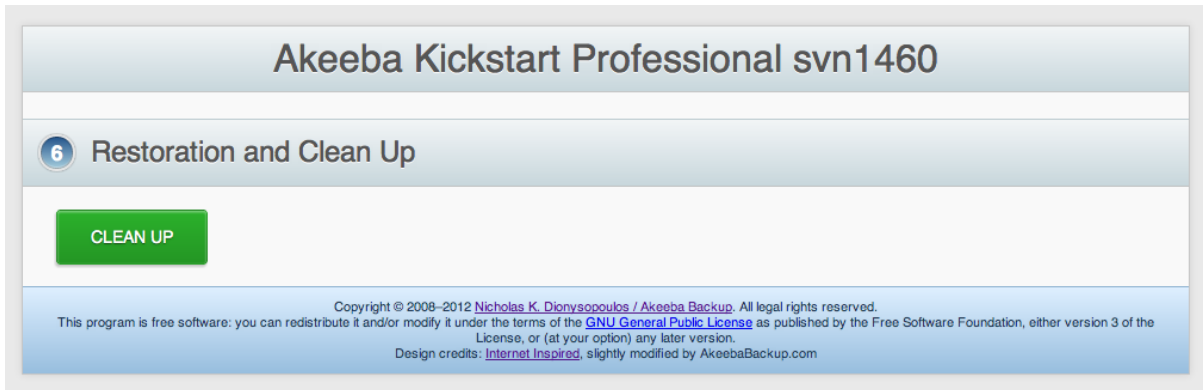 Akeeba Kickstart Professional svn1460
6 Restoration and Clean Up
CLEAN UP
Copyright © 2008–2012 Nicholas K. Dionysopoulos / Akeeba Backup. All legal rights reserved.
This program is free software: you can redistribute it and/or modify it under the terms of the GNU General Public License as published by the Free Software Foundation, either version 3 of the
License, or (at your option) any later version.
Design credits: Internet Inspired, slightly modified by AkeebaBackup.com